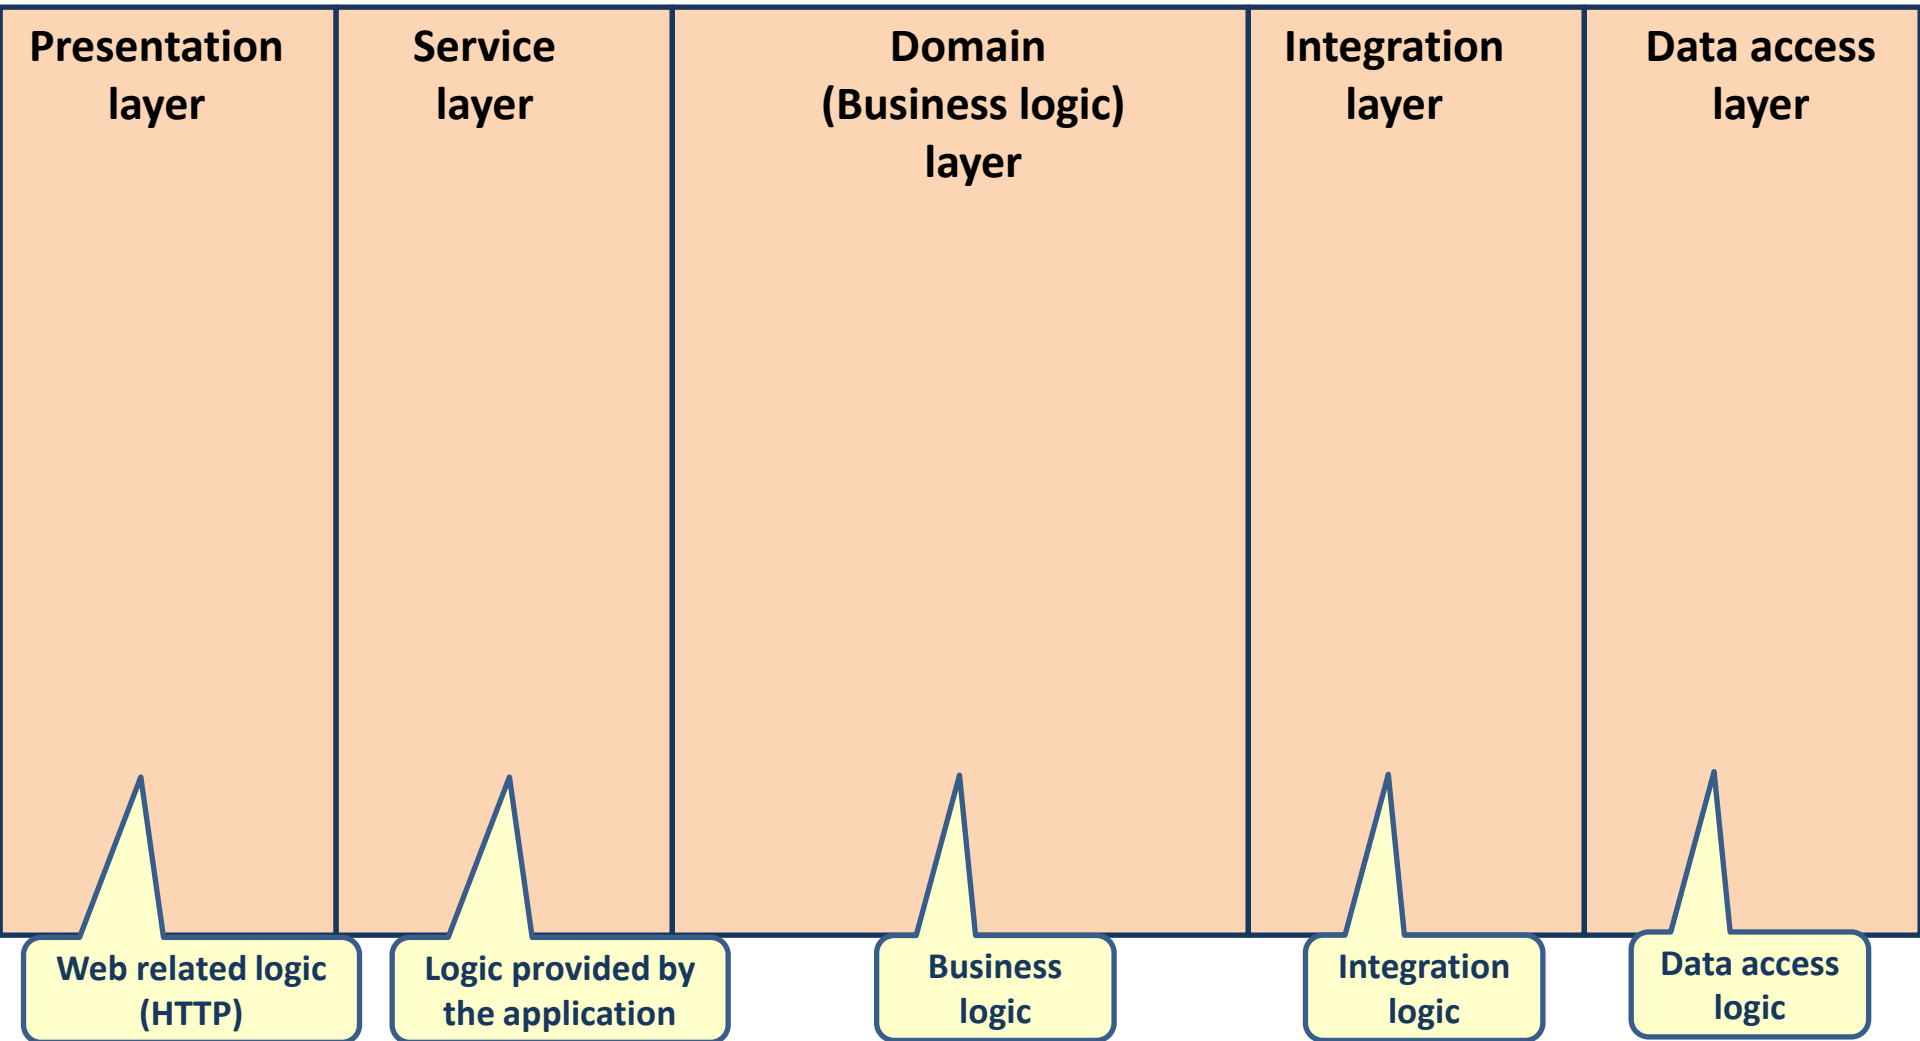 Presentation
layer
Service
layer
Domain
(Business logic)
layer
Integration
layer
Data access
layer
Web related logic
(HTTP)
Logic provided by
the application
Business
logic
Integration
logic
Data access
logic